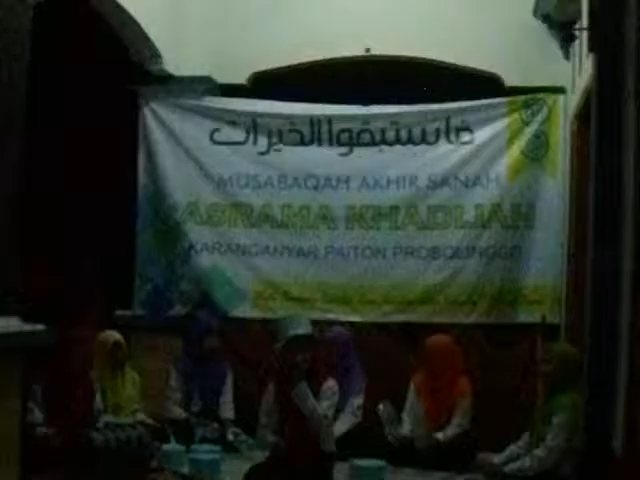 فاستبقوا الخيرات
MUSABAQAH AKHIR SANAH
ASRAMA KHADIJAH
KARANGANYAR PAITON PROBOLINGGO